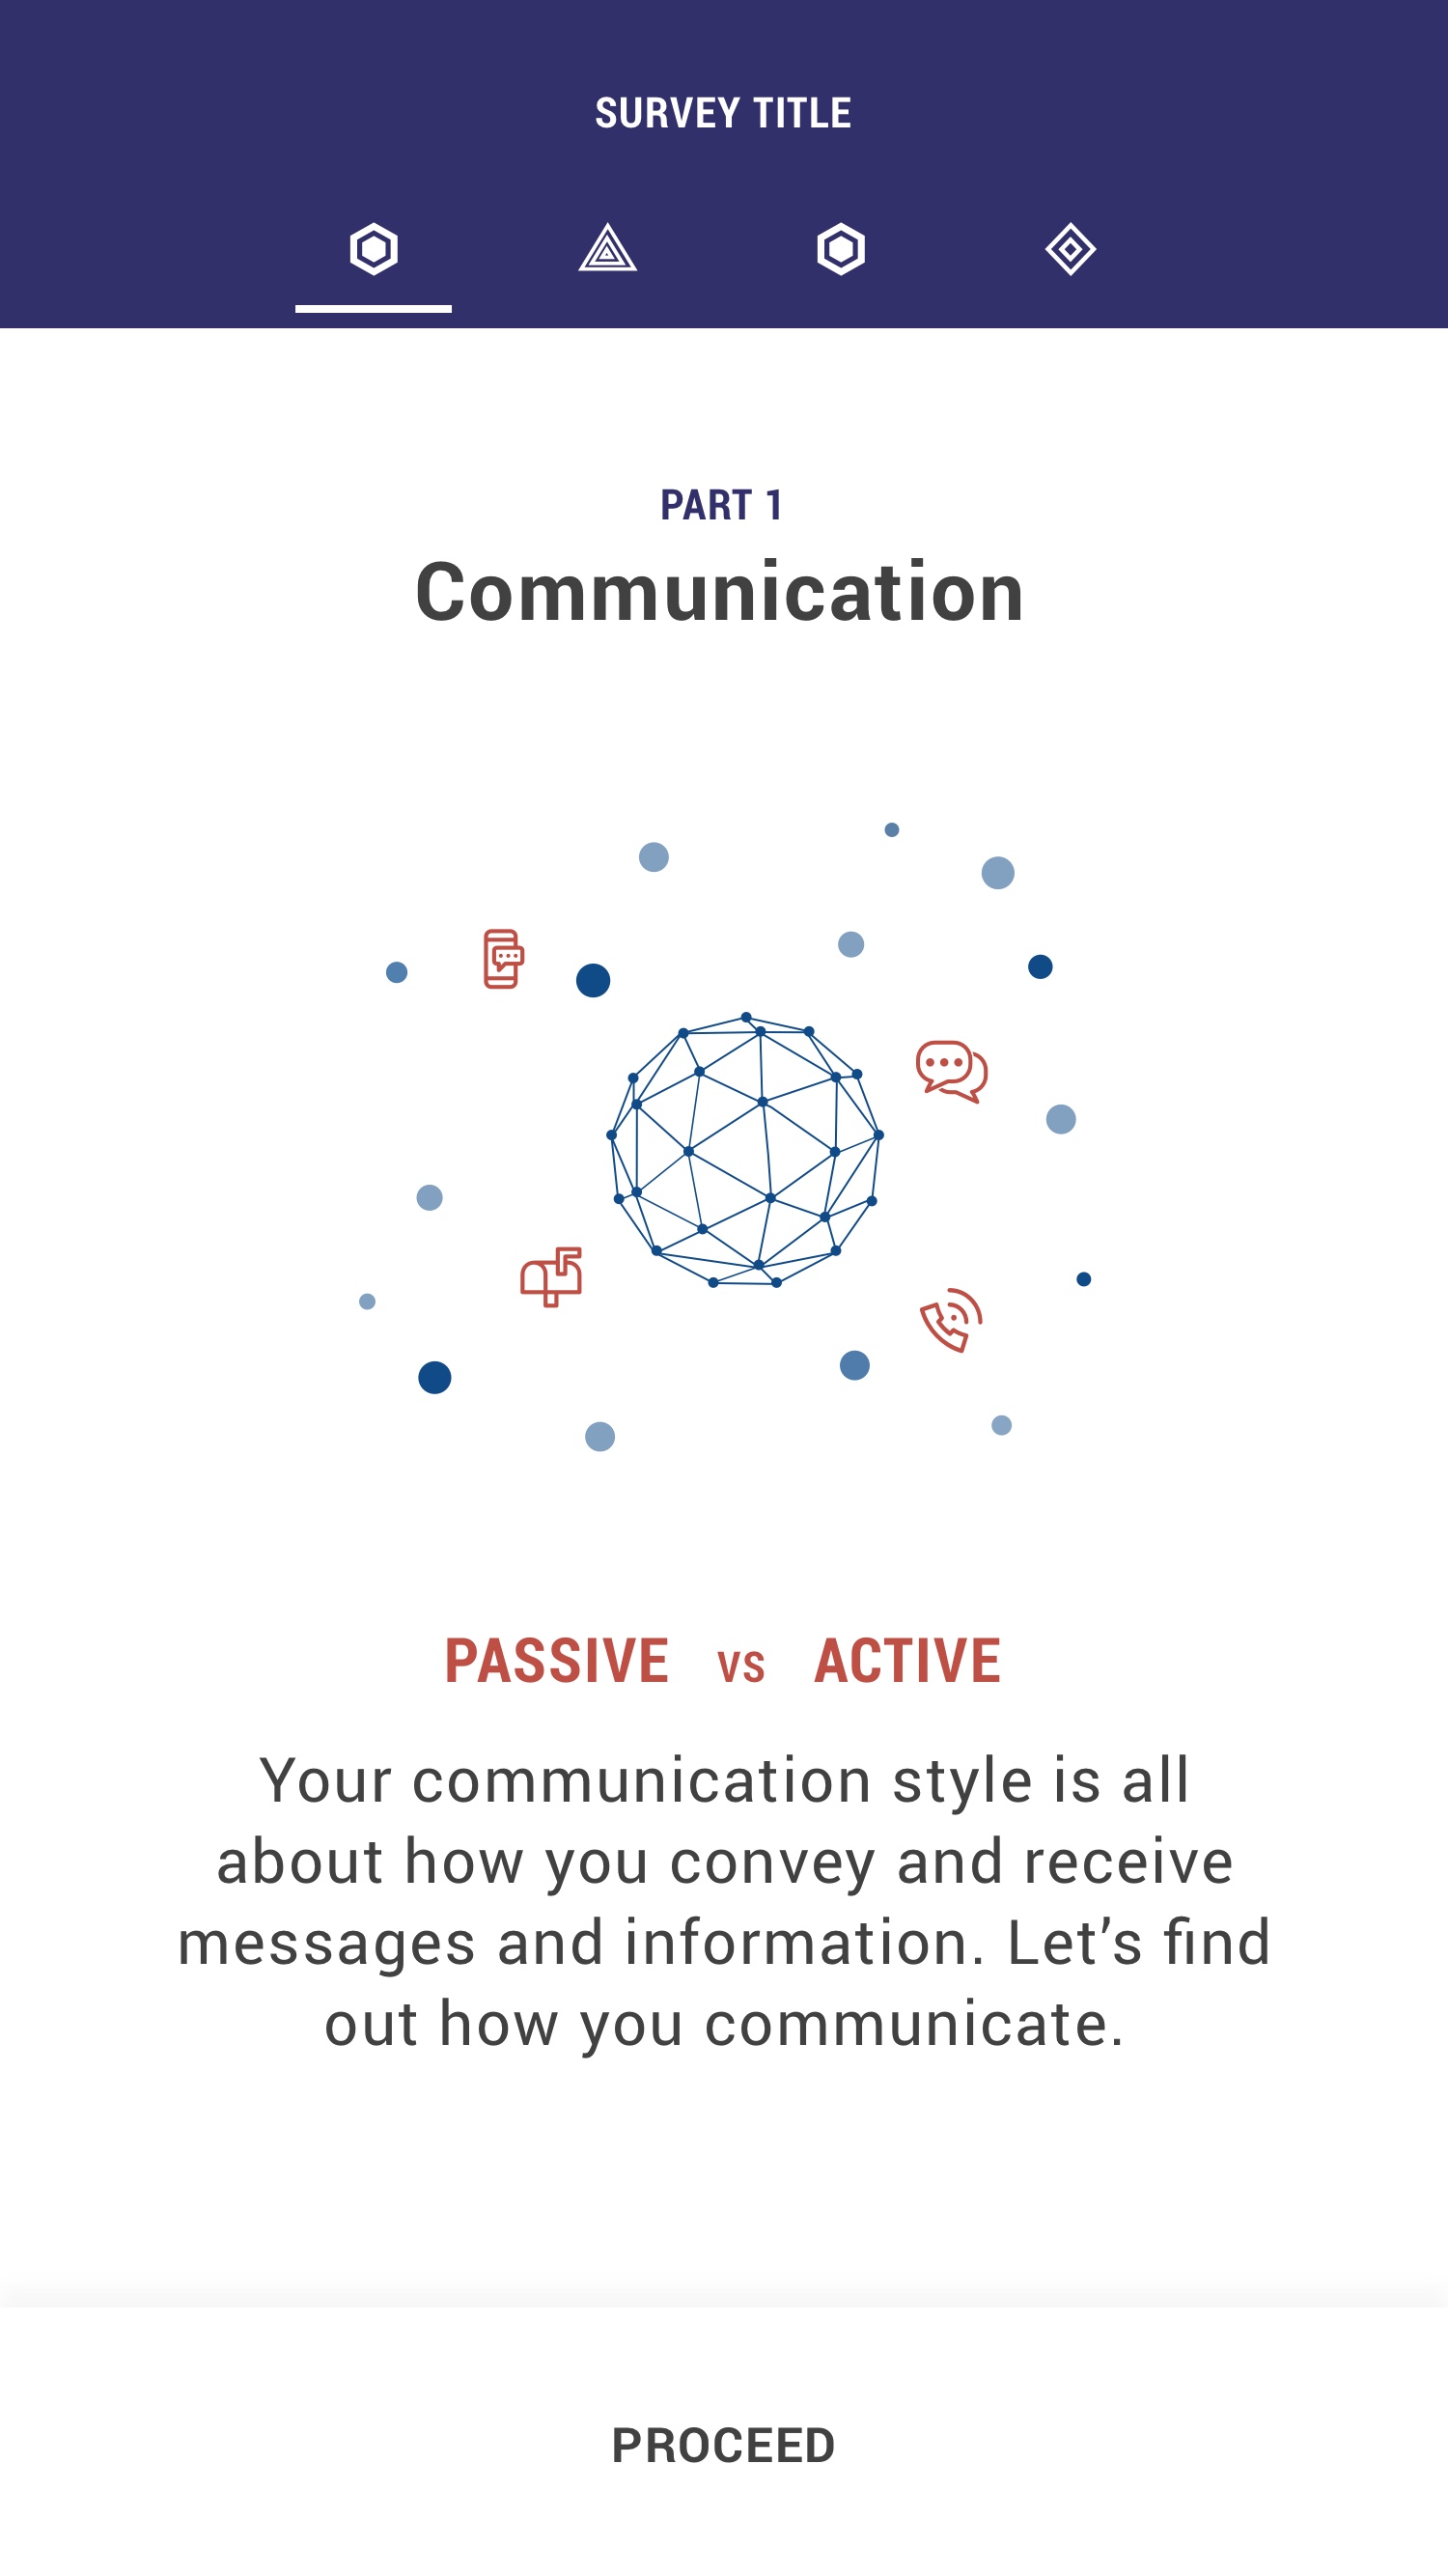 SURVEY TITLE
PART 1
Communication
PASSIVE VS ACTIVE
Your communication style is all
about how you convey and receive
messages and information. Let’s find
out how you communicate.
PROCEED